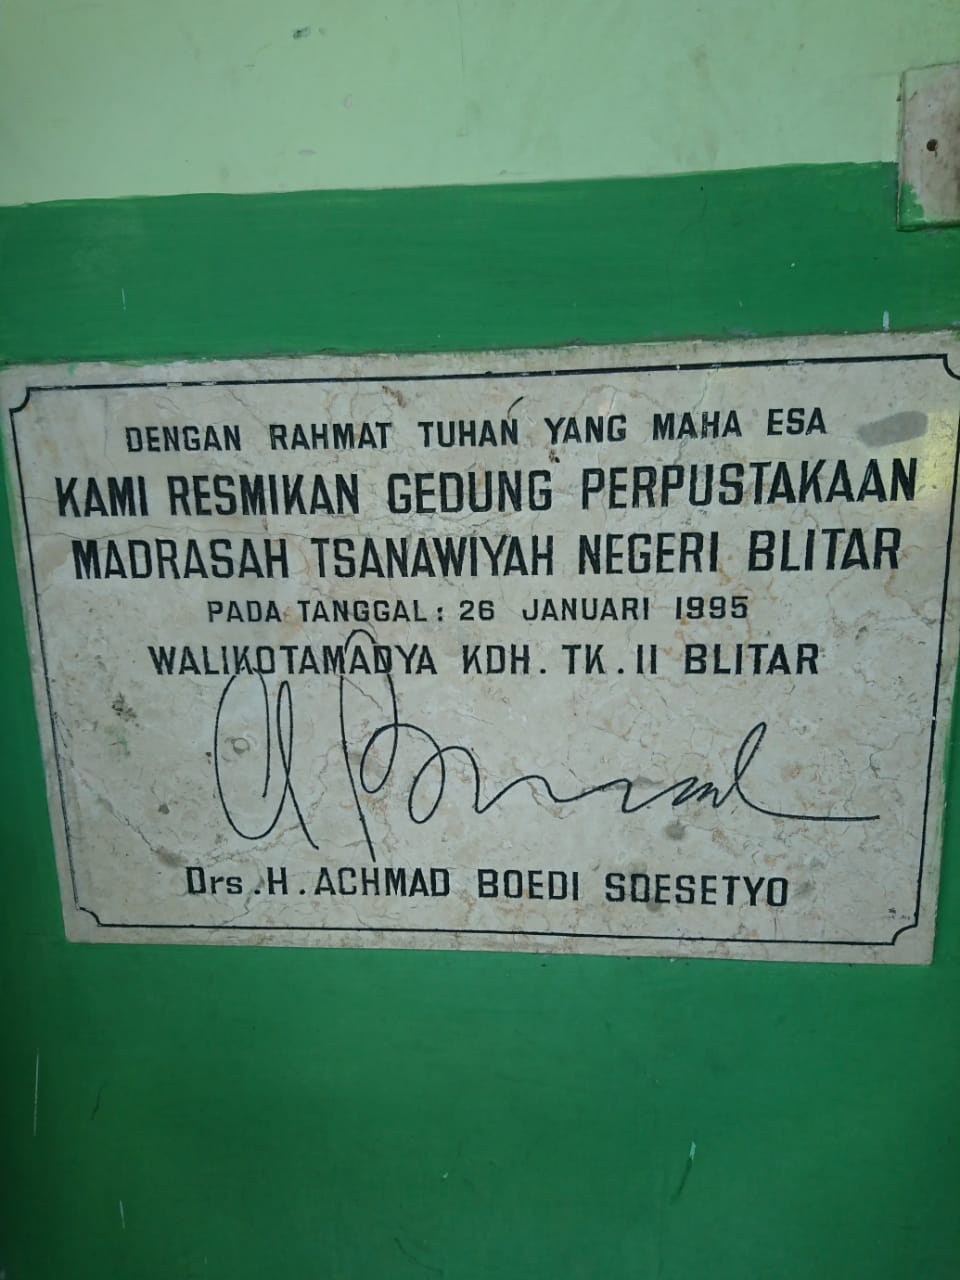 DENGAN RAHMAT TUHAN YANG MAHA ESA
KAMI RESMIKAN GEDUNG PERPUSTAKAAN
MADRASAH TSANAWIYAH NEGERI BLITAR
PADA TANGGAL : 26 JANUARI 1995
WALIKOTAMADYA KDH. TK. II BLITAR
Drs. H. ACHMAD BOEDI SOESETYO